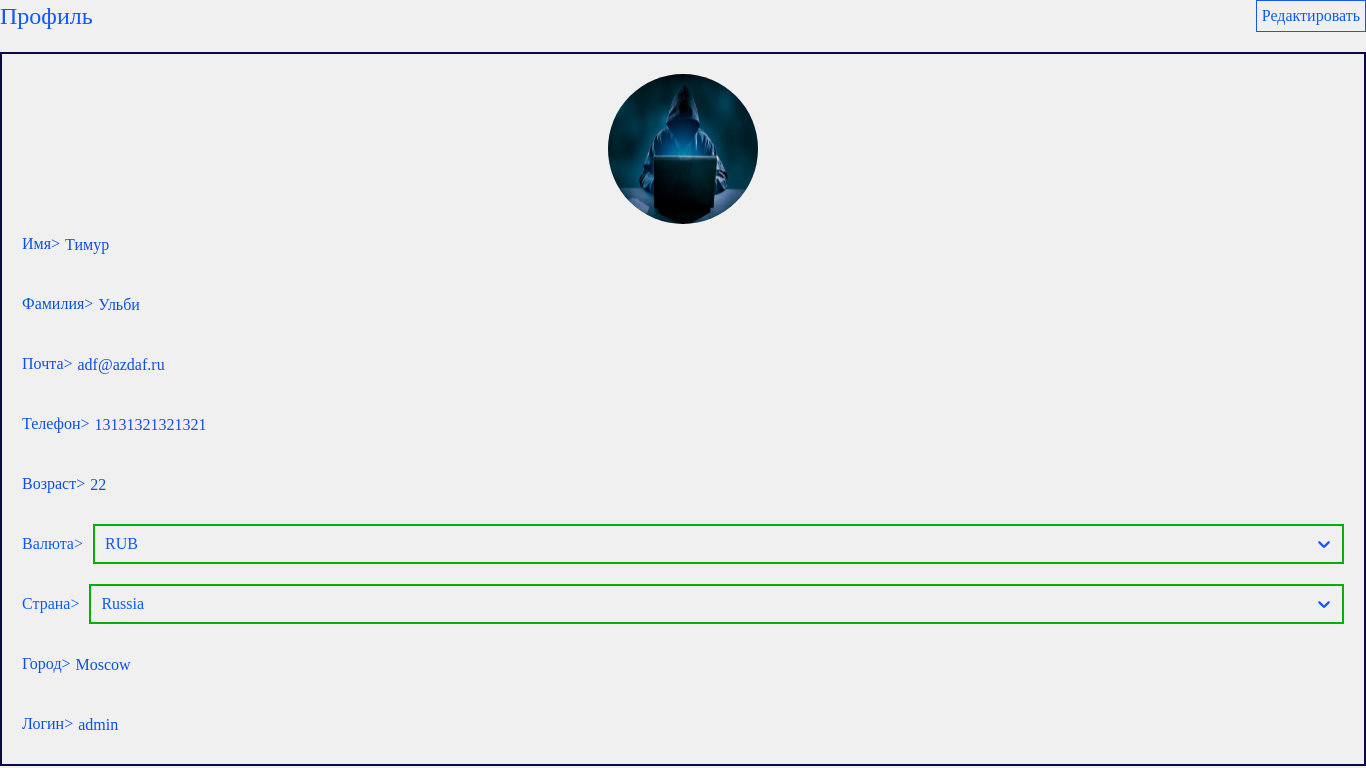 Профиль
Редактировать
Имя> Тимур
Фамилия> Ульби
Почта> adf@azdaf.ru
Телефон> 13131321321321
Возраст> 22
Валюта> RUB
Страна> Russia
Город> Moscow
Логин> admin